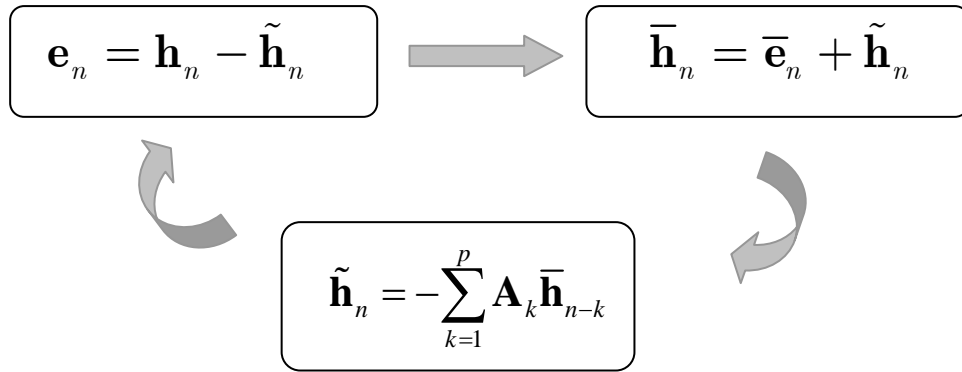 𝐞ₙ = 𝐡ₙ − 𝐡̃ₙ
𝐡̄ₙ = 𝐞̄ₙ + 𝐡̃ₙ
𝐡̃ₙ = −∑ₖ₌₁ᵖ 𝐀ₖ𝐡̄ₙ₋ₖ